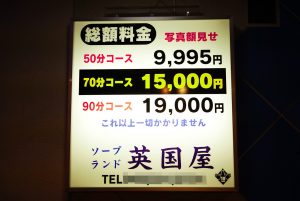 総額料金 写真顔見せ
50分コース 9,995円
70分コース 15,000円
90分コース 19,000円
これ以上一切かかりません
ソープランド 英国屋
TEL